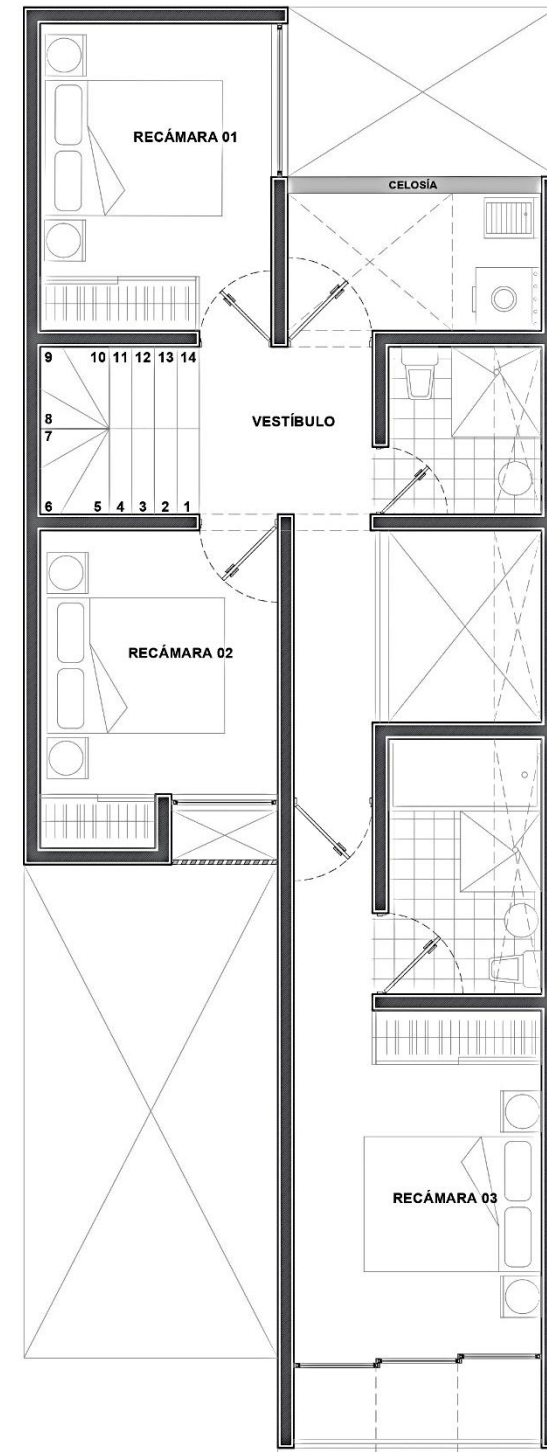 RECÁMARA 01
CELOSÍA
9 10 11 12 13 14
8
7
6 5 4 3 2 1
VESTÍBULO
RECÁMARA 02
RECÁMARA 03